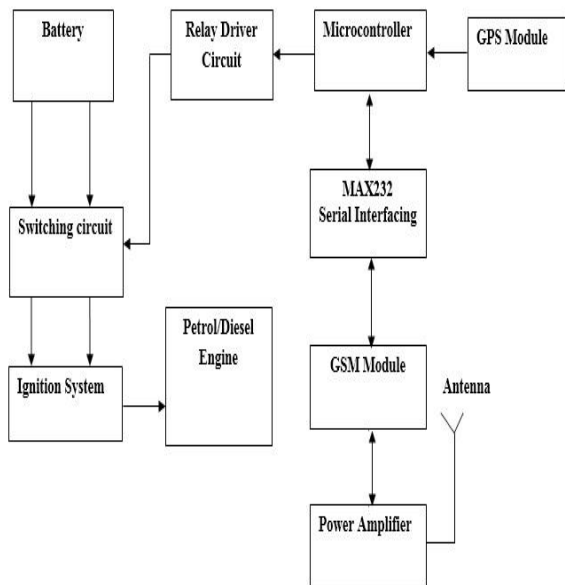 Battery
Relay Driver
Circuit
Microcontroller
GPS Module
MAX232
Serial Interfacing
Switching circuit
Petrol/Diesel
Engine
Ignition System
GSM Module
Antenna
Power Amplifier